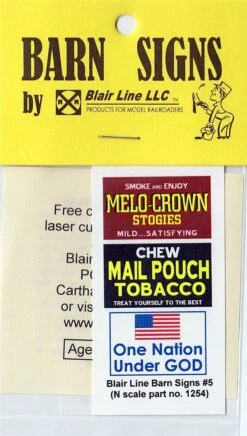 BARN SIGNS
by
R R
Blair Line LLC TM
PRODUCTS FOR MODEL RAILROADERS
Free
laser cu
Blair
PO
Cartha
or visi
www.
Age
SMOKE AND ENJOY
MELO-CROWN
STOGIES
MILD...SATISFYING
CHEW
MAIL POUCH
TOBACCO
TREAT YOURSELF TO THE BEST
One Nation
Under GOD
Blair Line Barn Signs #5
(N scale part no. 1254)